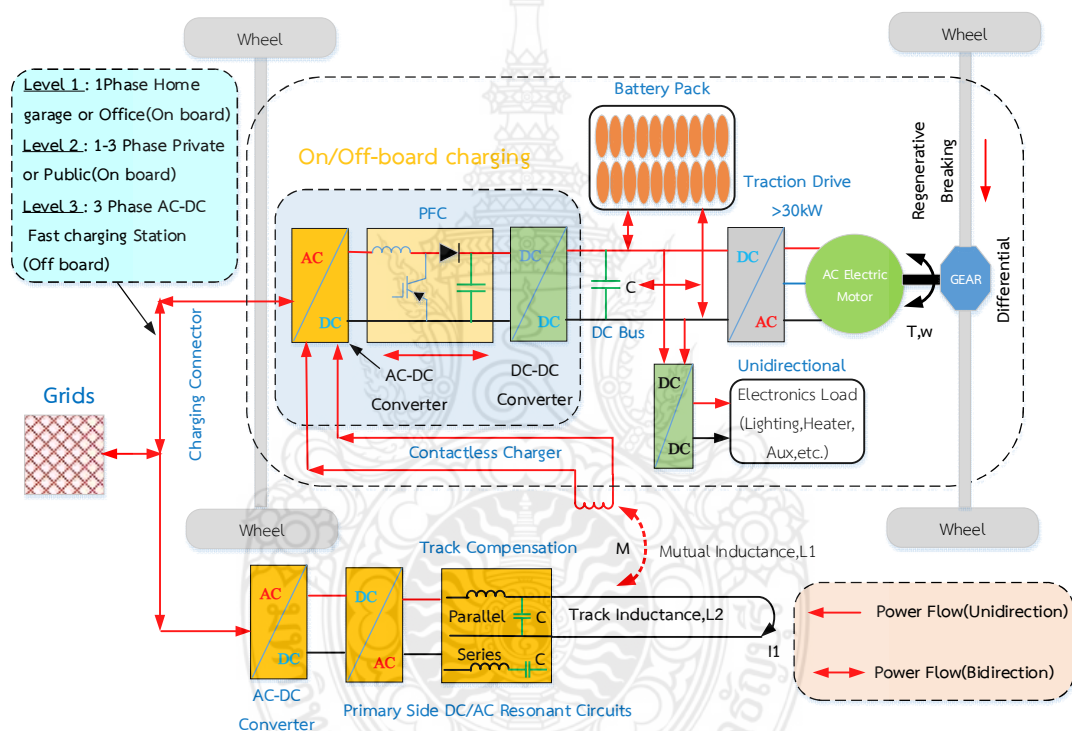 Wheel
Wheel
Level 1 : 1Phase Home
garage or Office(On board)
Level 2 : 1-3 Phase Private
or Public(On board)
Level 3 : 3 Phase AC-DC
Fast charging Station
(Off board)
Battery Pack
On/Off-board charging
PFC
Traction Drive
>30kW
Regenerative
Breaking
AC
DC
DC
DC
C
DC Bus
DC
AC
AC Electric
Motor
GEAR
Differential
T,w
AC-DC
Converter
DC-DC
Converter
Unidirectional
DC
DC
Electronics Load
(Lighting,Heater,
Aux,etc.)
Grids
Charging Connector
Contactless Charger
Wheel
Wheel
Track Compensation
M
Mutual Inductance,L1
AC
DC
DC
AC
Parallel
C
Series
C
Track Inductance,L2
I1
AC-DC
Converter
Primary Side DC/AC Resonant Circuits
Power Flow(Unidirection)
Power Flow(Bidirection)